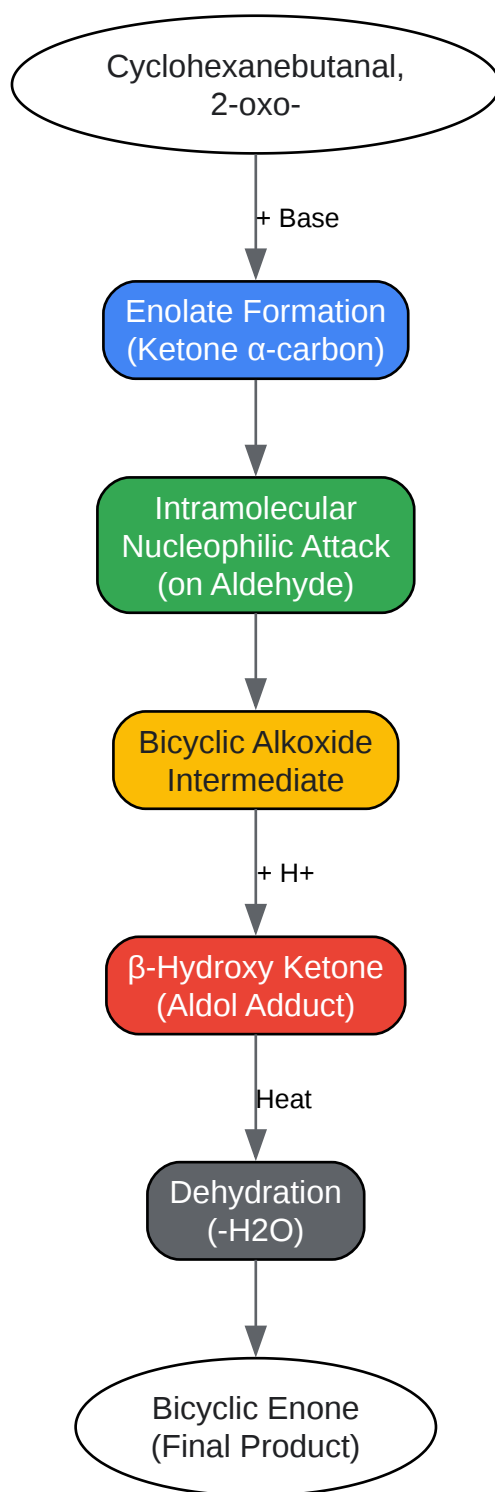 Cyclohexanebutanal,
2-oxo-
+ Base
Enolate Formation
(Ketone α-carbon)
Intramolecular
Nucleophilic Attack
(on Aldehyde)
Bicyclic Alkoxide
Intermediate
+ H+
β-Hydroxy Ketone
(Aldol Adduct)
Heat
Dehydration
(-H2O)
Bicyclic Enone
(Final Product)